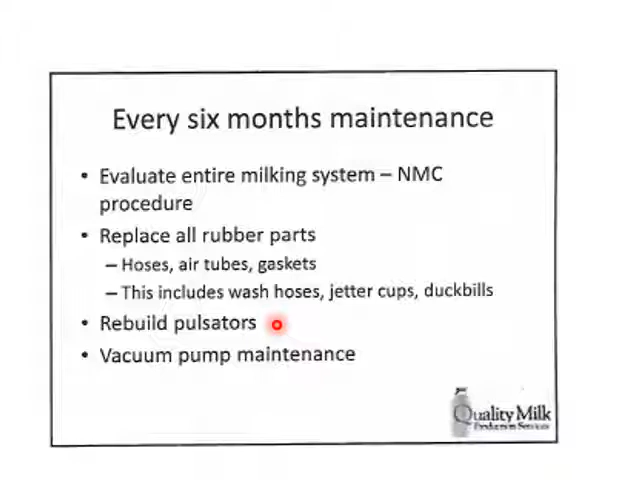 Every six months maintenance
• Evaluate entire milking system – NMC
procedure
• Replace all rubber parts
– Hoses, air tubes, gaskets
– This includes wash hoses, jetter cups, duckbills
• Rebuild pulsators
• Vacuum pump maintenance
Quality Milk
Production Services